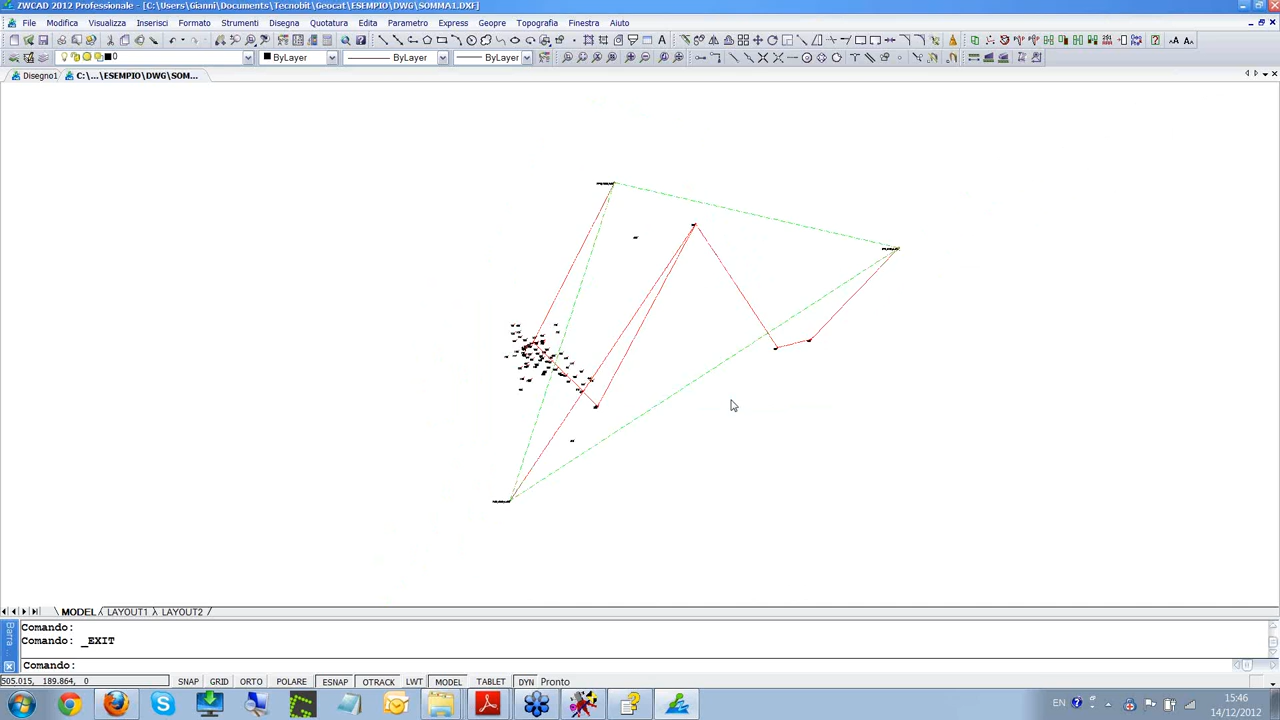 ZWCAD 2012 Professionale - [C:\Users\Gianni\Documents\Tecnobit\Geocat\ESEMPIO\DWG\SOMMA1.DXF]
File Modifica Visualizza Inserisci Formato Strumenti Disegna Quotatura Edita Parametro Express Geopre Topografia Finestra Aiuto
0 ByLayer ByLayer ByLayer
Disegno1 C:\...\ESEMPIO\DWG\SOM...
MODEL LAYOUT1 LAYOUT2
Barra ...
Comando:
Comando: _EXIT
Comando:
505.015, 189.864, 0 SNAP GRID ORTO POLARE ESNAP OTRACK LWT MODEL TABLET DYN Pronto
EN 15:46
14/12/2012